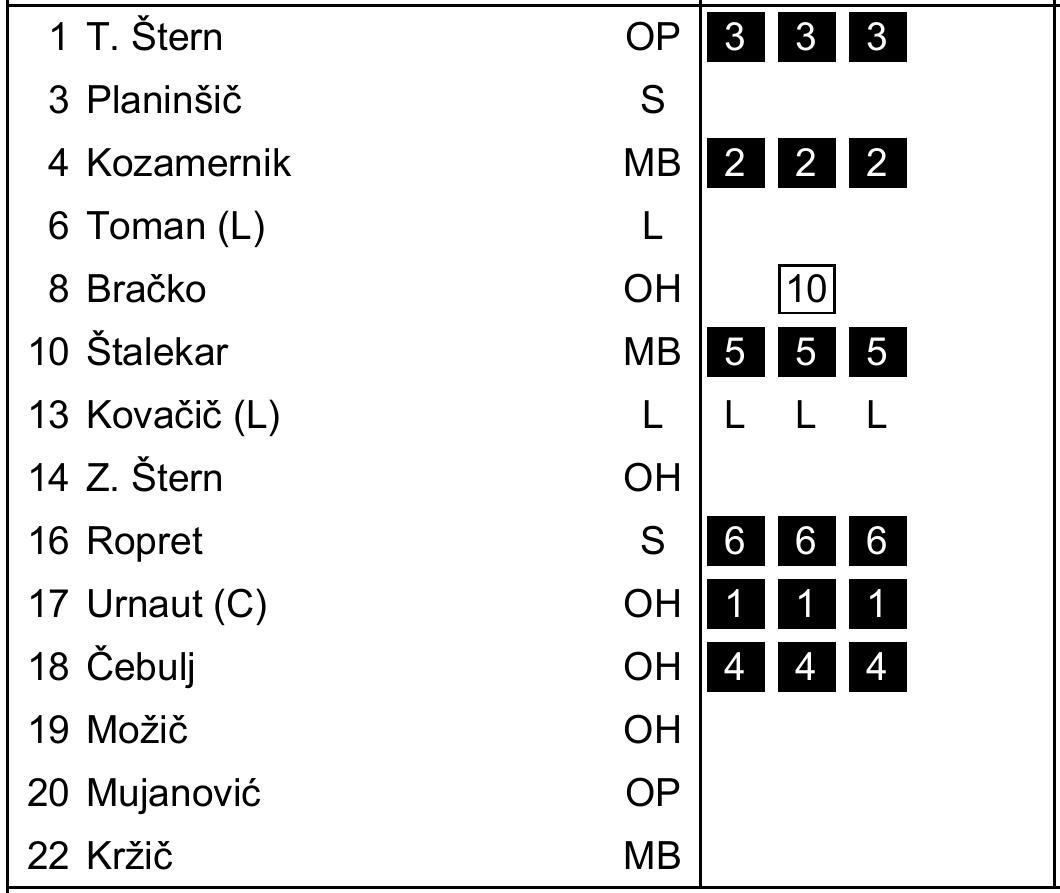 1 T. Štern OP 3 3 3
3 Planinšič S
4 Kozamernik MB 2 2 2
6 Toman (L) L
8 Bračko OH 10
10 Štalekar MB 5 5 5
13 Kovačič (L) L L L L
14 Z. Štern OH
16 Ropret S 6 6 6
17 Urnaut (C) OH 1 1 1
18 Čebulj OH 4 4 4
19 Možič OH
20 Mujanović OP
22 Kržič MB